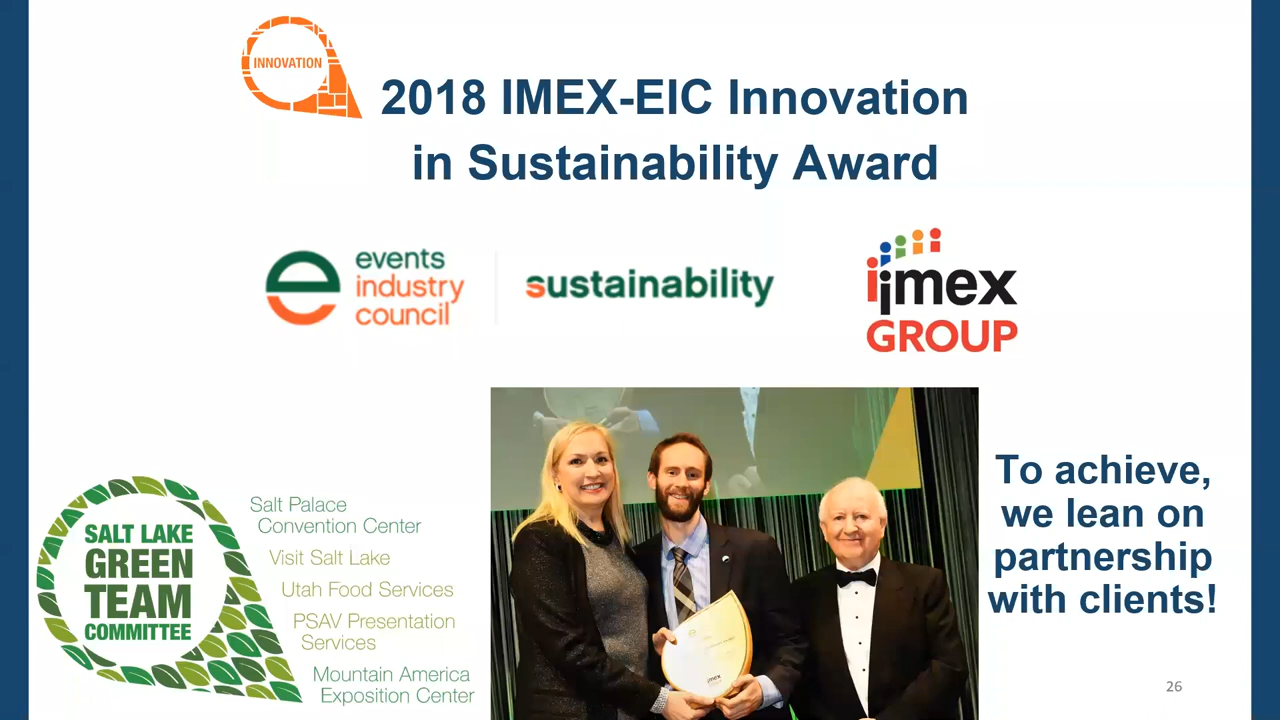 INNOVATION
2018 IMEX-EIC Innovation
in Sustainability Award
events
industry
council
sustainability
imex
GROUP
SALT LAKE
GREEN
TEAM
COMMITTEE
Salt Palace
Convention Center
Visit Salt Lake
Utah Food Services
PSAV Presentation
Services
Mountain America
Exposition Center
imex
To achieve,
we lean on
partnership
with clients!
26